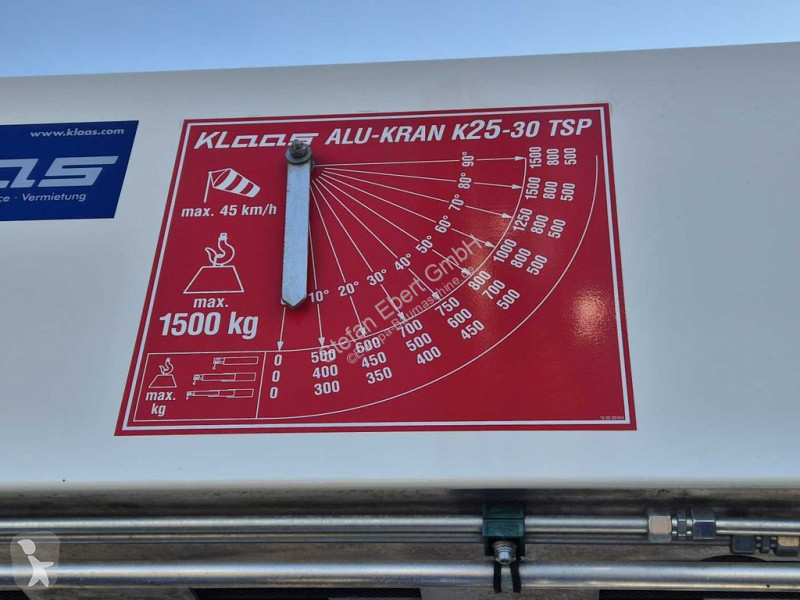 www.klaas.com
as
ce · Vermietung
KLaas ALU-KRAN K25-30 TSP
max. 45 km/h
max.
1500 kg
max.
kg
10° 20° 30° 40° 50° 60° 70° 80° 90°
0 500 600 700 750 800 1000 1250 1500 1500
0 400 450 500 600 700 800 800 800 800
0 300 350 400 450 500 500 500 500 500
Stefan Ebert GmbH
©Europa-Baumaschine.de